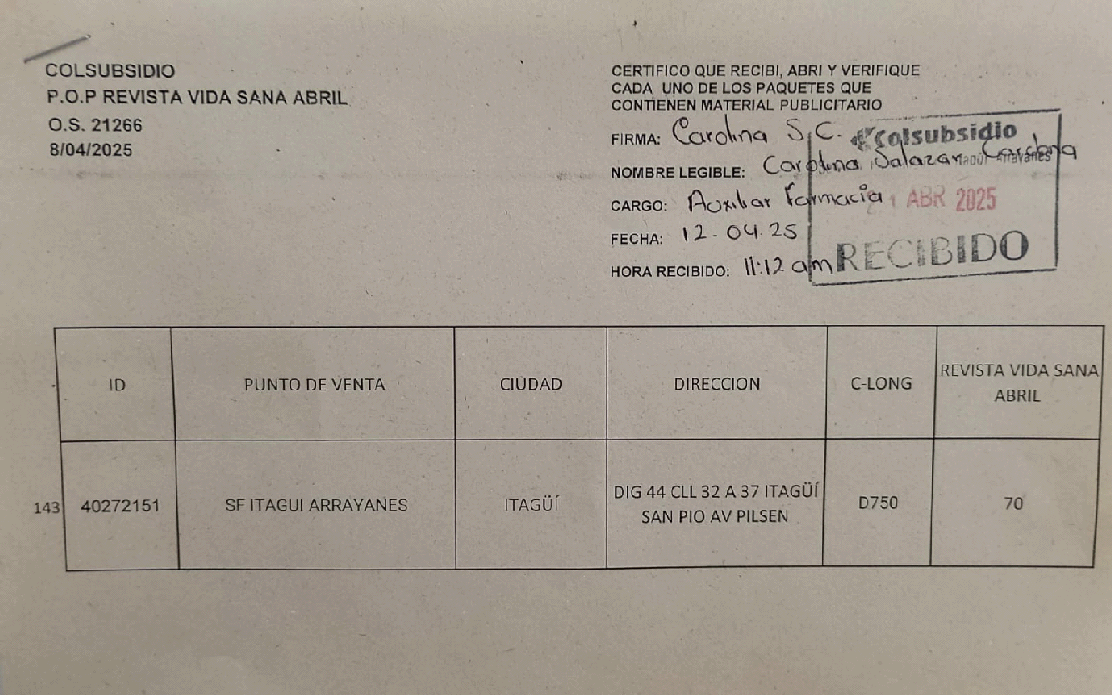 COLSUBSIDIO
P.O.P REVISTA VIDA SANA ABRIL
O.S. 21266
8/04/2025
CERTIFICO QUE RECIBI, ABRI Y VERIFIQUE
CADA UNO DE LOS PAQUETES QUE
CONTIENEN MATERIAL PUBLICITARIO
FIRMA: Carolina S.C.
NOMBRE LEGIBLE: Carolina Salazar Cardona
CARGO: Auxiliar Farmacia
FECHA: 12-04-25
HORA RECIBIDO: 11:12 am
Colsubsidio
Arrayanes
ABR 2025
RECIBIDO
ID PUNTO DE VENTA CIUDAD DIRECCION C-LONG REVISTA VIDA SANA
ABRIL
143 40272151 SF ITAGUI ARRAYANES ITAGÜÍ DIG 44 CLL 32 A 37 ITAGÜÍ
SAN PIO AV PILSEN D750 70